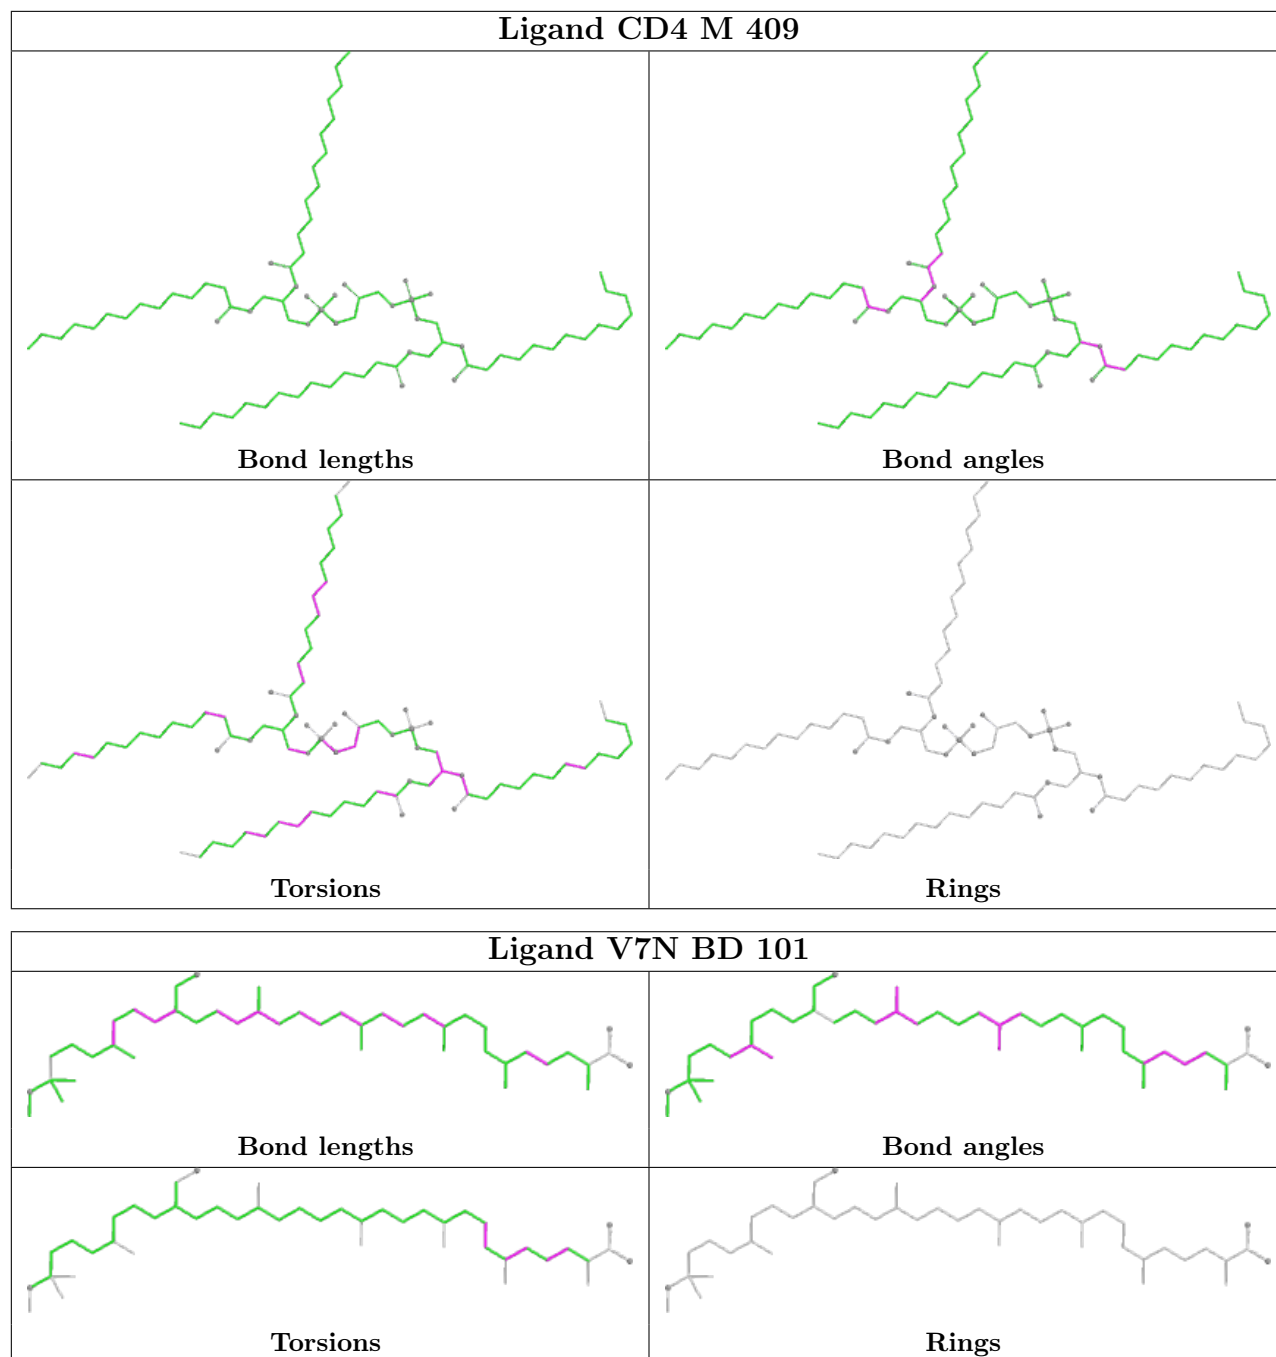 Ligand CD4 M 409
Bond lengths
Bond angles
Torsions
Rings
Ligand V7N BD 101
Bond lengths
Bond angles
Torsions
Rings